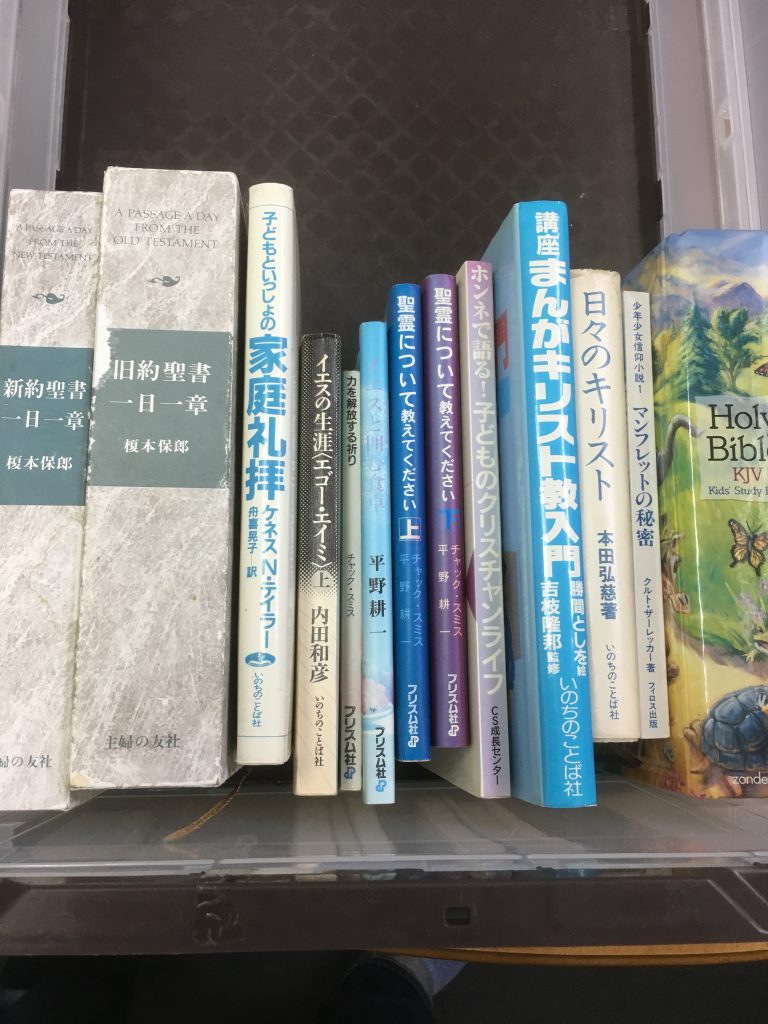 A PASSAGE A DAY
FROM THE
NEW TESTAMENT
新約聖書
一日一章
榎本保郎
主婦の友社
A PASSAGE A DAY
FROM THE
OLD TESTAMENT
旧約聖書
一日一章
榎本保郎
主婦の友社
子どもといっしょの
家庭礼拝
ケネス・N・テイラー
舟喜晃子 訳
いのちのことば社
イエスの生涯〈エゴー・エイミ〉上
内田和彦
いのちのことば社
力を解放する祈り
チャック・スミス
プリズム社
平野耕一
プリズム社
聖霊について教えてください 上
チャック・スミス
平野耕一
プリズム社
聖霊について教えてください 下
チャック・スミス
平野耕一
プリズム社
ホンネで語る!子どものクリスチャンライフ
CS成長センター
講座
まんがキリスト教入門
勝間としを絵
吉枝隆邦監修
いのちのことば社
日々のキリスト
本田弘慈著
いのちのことば社
少年少女信仰小説1
マンフレットの秘密
クルト・ザーレッカー著
フィロス出版
Holy
Bible
KJV
Kids' Study
zonde